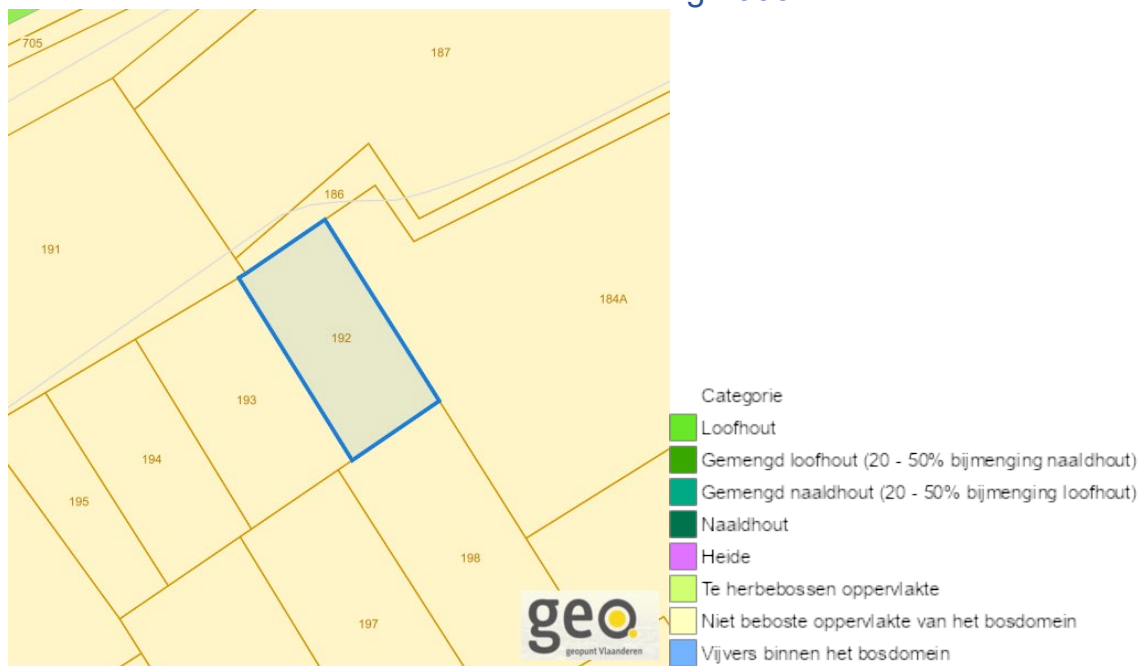 705
187
186
191
184A
192
193
194
195
198
197
geo
geopunt Vlaanderen
Categorie
Loofhout
Gemengd loofhout (20 - 50% bijmenging naaldhout)
Gemengd naaldhout (20 - 50% bijmenging loofhout)
Naaldhout
Heide
Te herbebossen oppervlakte
Niet beboste oppervlakte van het bosdomein
Vijvers binnen het bosdomein